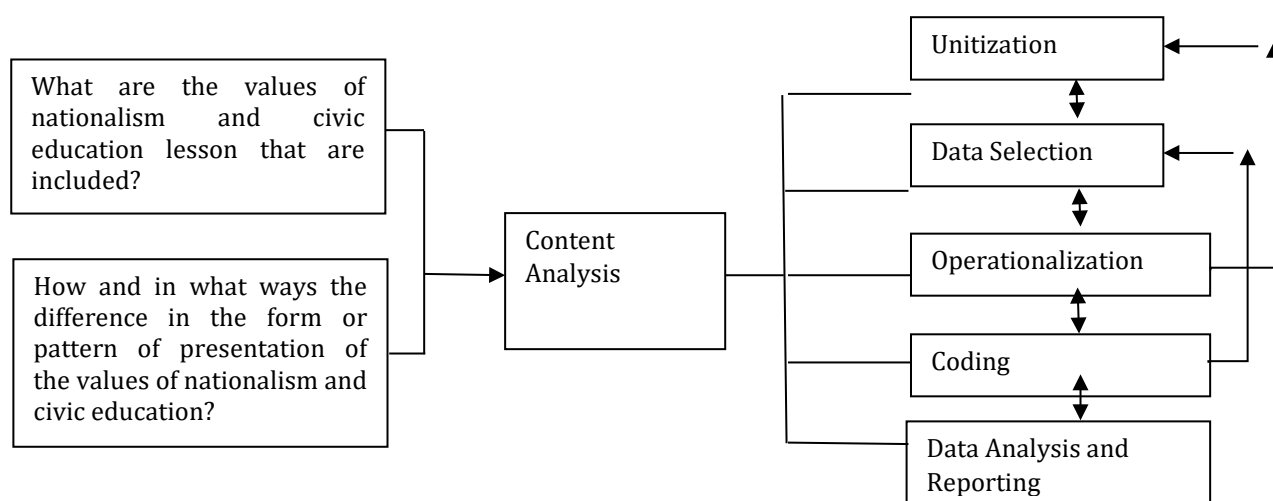 What are the values of
nationalism and civic
education lesson that are
included?
How and in what ways the
difference in the form or
pattern of presentation of
the values of nationalism and
civic education?
Content
Analysis
Unitization
Data Selection
Operationalization
Coding
Data Analysis and
Reporting